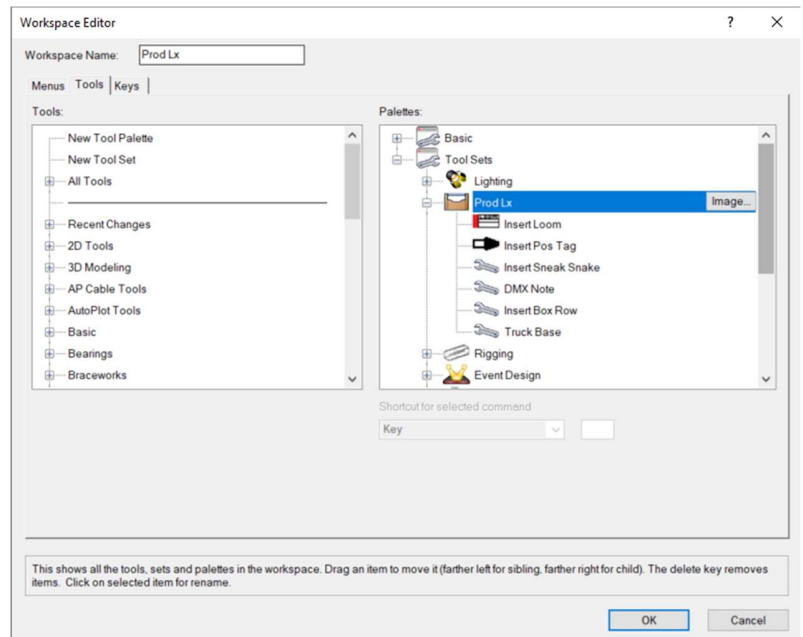 Workspace Editor
?
Workspace Name: Prod Lx
Menus Tools Keys
Tools:
New Tool Palette
New Tool Set
All Tools
Recent Changes
2D Tools
3D Modeling
AP Cable Tools
AutoPlot Tools
Basic
Bearings
Braceworks
Palettes:
Basic
Tool Sets
Lighting
Prod Lx Image...
Insert Loom
Insert Pos Tag
Insert Sneak Snake
DMX Note
Insert Box Row
Truck Base
Rigging
Event Design
Shortcut for selected command
Key
This shows all the tools, sets and palettes in the workspace. Drag an item to move it (farther left for sibling, farther right for child). The delete key removes
items. Click on selected item for rename.
OK Cancel